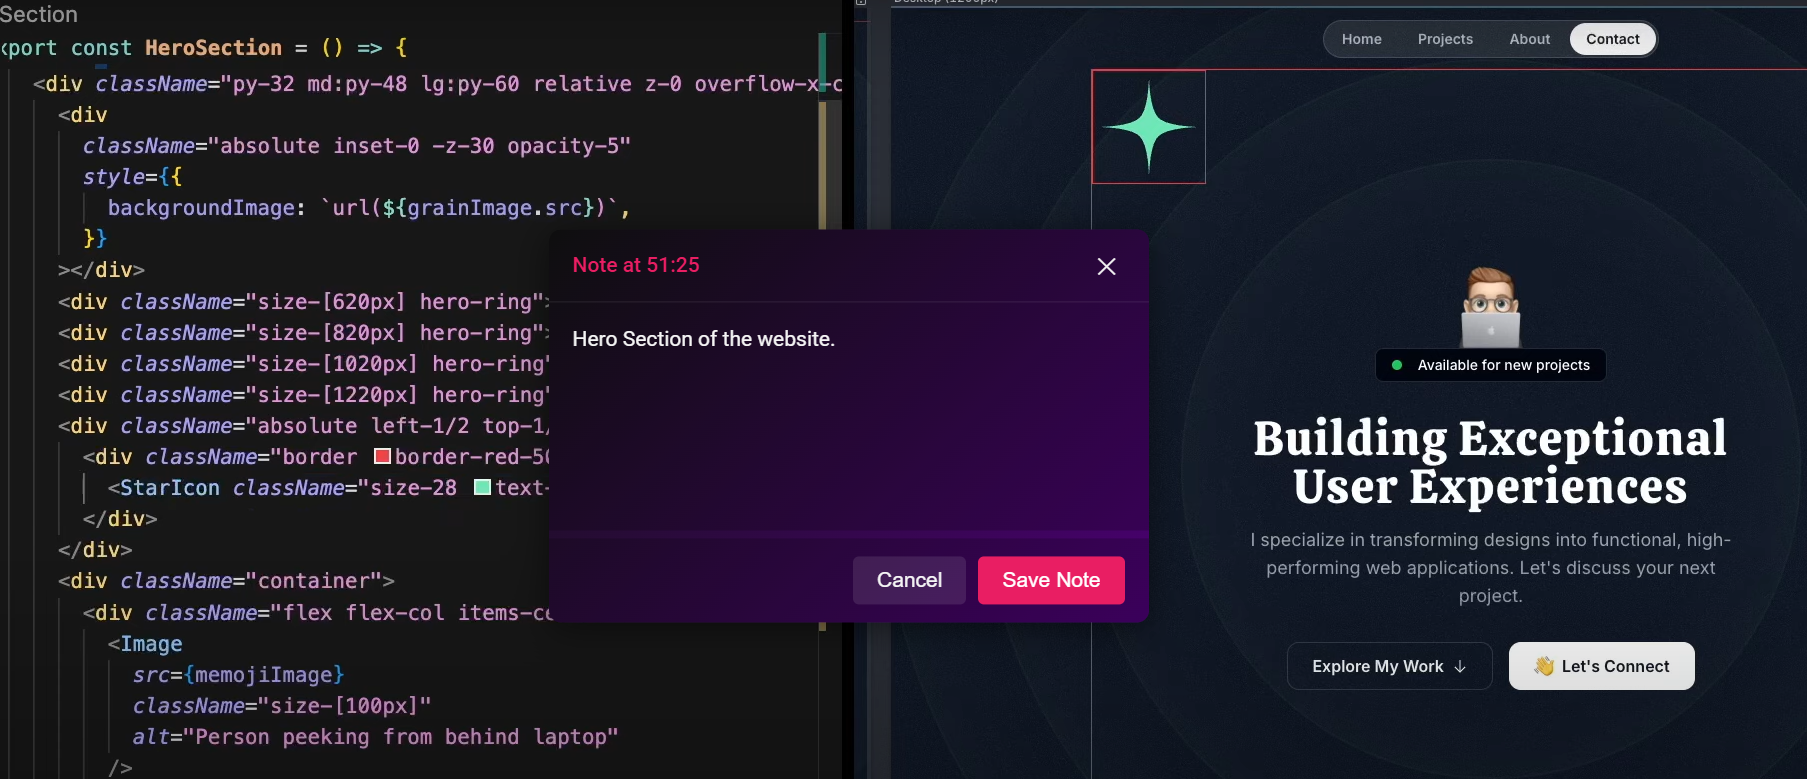 Section
port const HeroSection = () => {
<div className="py-32 md:py-48 lg:py-60 relative z-0 overflow-x-c
<div
className="absolute inset-0 -z-30 opacity-5"
style={{
backgroundImage: `url(${grainImage.src})`,
}}
></div>
<div className="size-[620px] hero-ring">
<div className="size-[820px] hero-ring">
<div className="size-[1020px] hero-ring"
<div className="size-[1220px] hero-ring"
<div className="absolute left-1/2 top-1/
<div className="border border-red-50
<StarIcon className="size-28 text-
</div>
</div>
<div className="container">
<div className="flex flex-col items-ce
<Image
src={memojiImage}
className="size-[100px]"
alt="Person peeking from behind laptop"
/>
Note at 51:25
Hero Section of the website.
Cancel
Save Note
Home
Projects
About
Contact
Available for new projects
Building Exceptional
User Experiences
I specialize in transforming designs into functional, high-
performing web applications. Let's discuss your next
project.
Explore My Work ↓
👋 Let's Connect